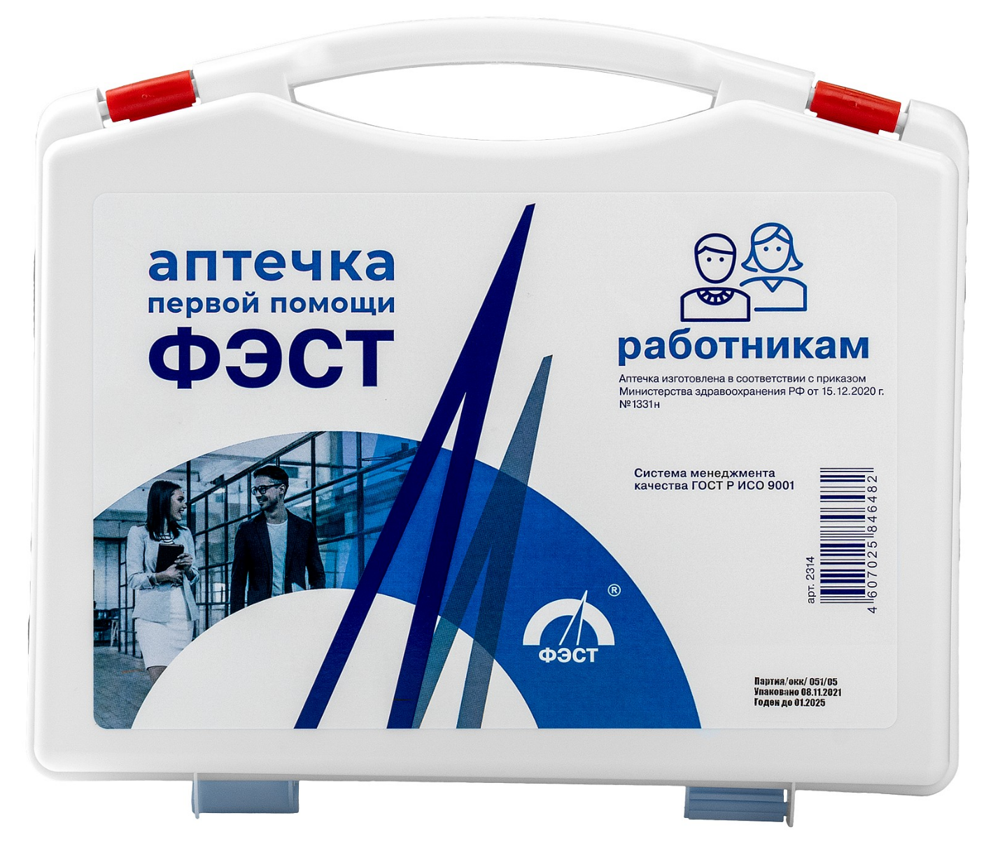 аптечка
первой помощи
ФЭСТ
работникам
Аптечка изготовлена в соответствии с приказом
Министерства здравоохранения РФ от 15.12.2020 г.
№1331н
Система менеджмента
качества ГОСТ Р ИСО 9001
арт. 2314
4 607025 846482
®
ФЭСТ
Партия/окк/ 051/05
Упаковано 08.11.2021
Годен до 01.2025